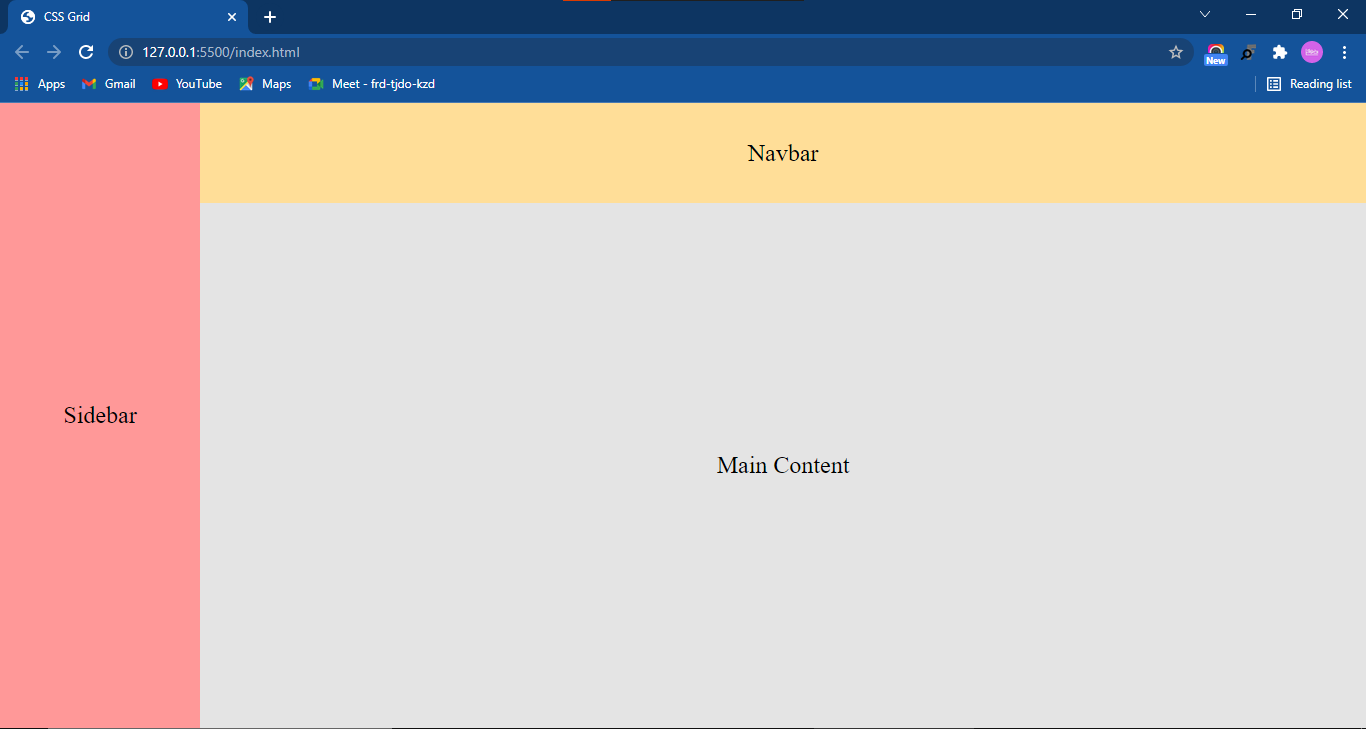 CSS Grid
127.0.0.1:5500/index.html
New
Apps
Gmail
YouTube
Maps
Meet - frd-tjdo-kzd
Reading list
Navbar
Sidebar
Main Content